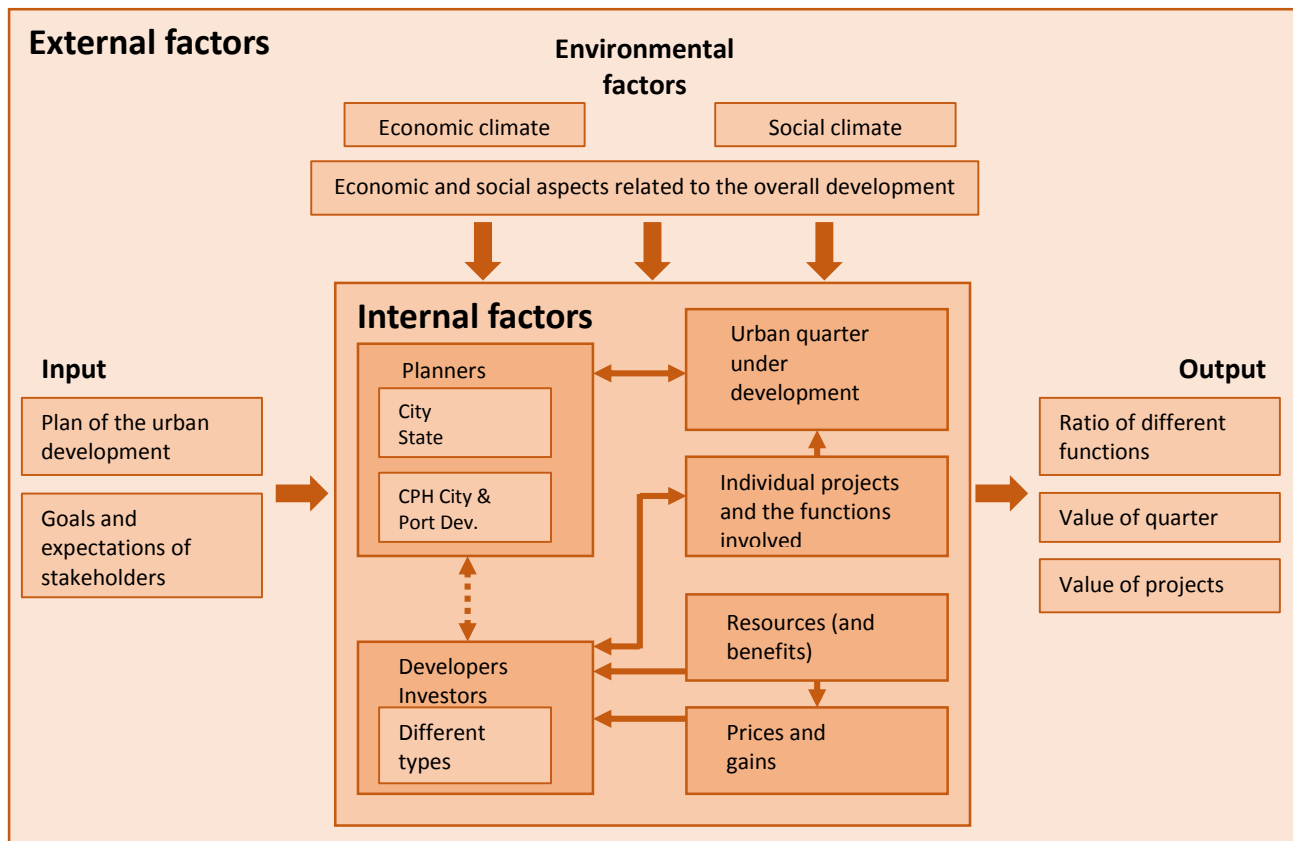 External factors
Environmental
factors
Economic climate
Social climate
Economic and social aspects related to the overall development
Input
Plan of the urban
development
Goals and
expectations of
stakeholders
Internal factors
Planners
City
State
CPH City &
Port Dev.
Developers
Investors
Different
types
Urban quarter
under
development
Individual projects
and the functions
involved
Resources (and
benefits)
Prices and
gains
Output
Ratio of different
functions
Value of quarter
Value of projects